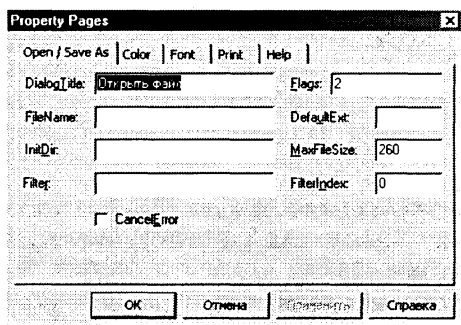 Property Pages
Open / Save As Color Font Print Help
DialogTitle: Открыть файл Flags: 2
FileName: DefaultExt:
InitDir: MaxFileSize: 260
Filter: FilterIndex: 0
CancelError
OK Отмена Применить Справка